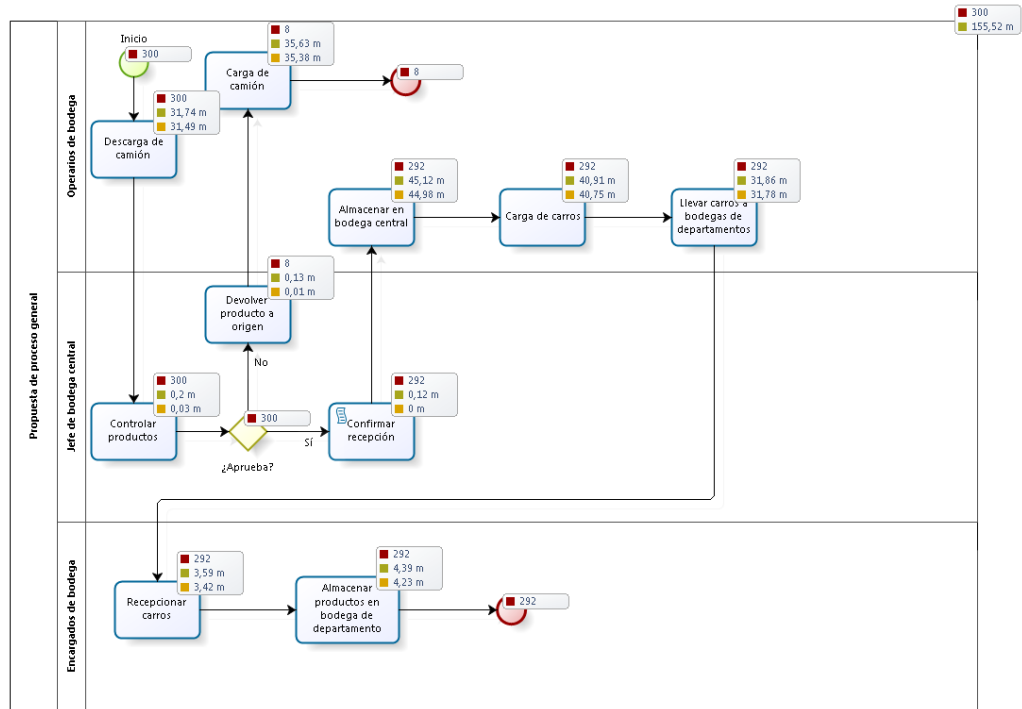 300
155,52 m
Propuesta de proceso general
Operarios de bodega
Inicio
300
Descarga de
camión
300
31,74 m
31,49 m
Carga de
camión
8
35,63 m
35,38 m
8
Almacenar en
bodega central
292
45,12 m
44,98 m
Carga de carros
292
40,91 m
40,75 m
Llevar carros a
bodegas de
departamentos
292
31,86 m
31,78 m
Jefe de bodega central
Devolver
producto a
origen
8
0,13 m
0,01 m
No
Controlar
productos
300
0,2 m
0,03 m
300
¿Aprueba?
Sí
Confirmar
recepción
292
0,12 m
0 m
Encargados de bodega
Recepcionar
carros
292
3,59 m
3,42 m
Almacenar
productos en
bodega de
departamento
292
4,39 m
4,23 m
292